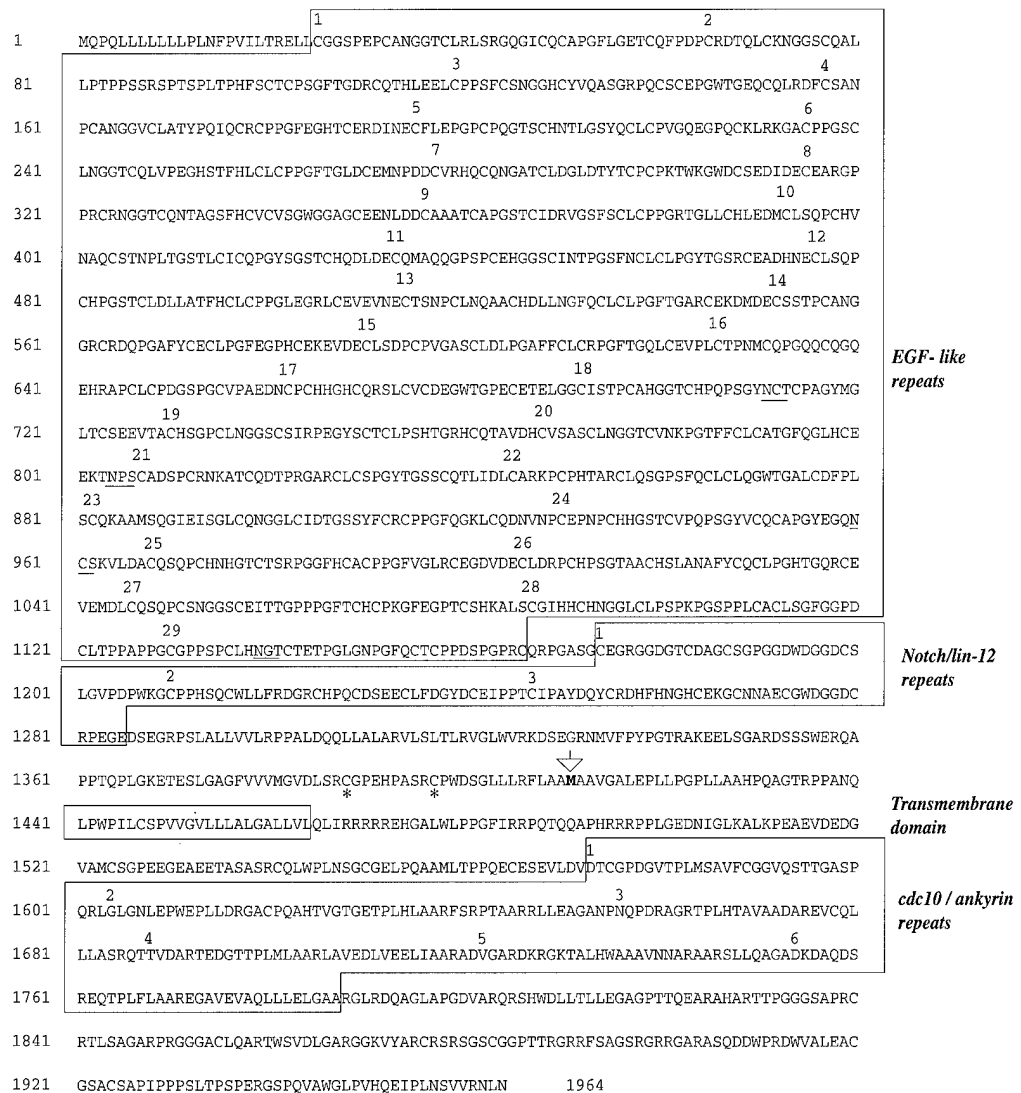 1 2
1 MQPQLLLLLLLPLNFPVILTRELLCGGSPEPCANGGTCLRLSRGQGICQCAPGFLGETCQFPDPCRDTQLCKNGGSCQAL
3 4
81 LPTPPSSRSPTSPLTPHFSCTCPSGFTGDRCQTHLEELCPPSFCSNGGHCYVQASGRPQCSCEPGWTGEQCQLRDFCSAN
5 6
161 PCANGGVCLATYPQIQCRCPPGFEGHTCERDINECFLEPGPCPQGTSCHNTLGSYQCLCPVGQEGPQCKLRKGACPPGSC
7 8
241 LNGGTCQLVPEGHSTFHLCLCPPGFTGLDCEMNPDDCVRHQCQNGATCLDGLDTYTCPCPKTWKGWDCSEDIDECEARGP
9 10
321 PRCRNGGTCQNTAGSFHCVCVSGWGGAGCEENLDDCAAATCAPGSTCIDRVGSFSCLCPPGRTGLLCHLEDMCLSQPCHV
11 12
401 NAQCSTNPLTGSTLCICQPGYSGSTCHQDLDECQMAQQGPSPCEHGGSCINTPGSFNCLCLPGYTGSRCEADHNECLSQP
13 14
481 CHPGSTCLDLLATFHCLCPPGLEGRLCEVEVNECTSNPCLNQAACHDLLNGFQCLCLPGFTGARCEKDMDECSSTPCANG
15 16
561 GRCRDQPGAFYCECLPGFEGPHCEKEVDECLSDPCPVGASCLDLPGAFFCLCRPGFTGQLCEVPLCTPNMCQPGQQCQGQ
17 18
641 EHRAPCLCPDGSPGCVPAEDNCPCHHGHCQRSLCVCDEGWTGPECETELGGCISTPCAHGGTCHPQPSGYNCTCPAGYMG
19 20
721 LTCSEEVTACHSGPCLNGGSCSIRPEGYSCTCLPSHTGRHCQTAVDHCVSASCLNGGTCVNKPGTFFCLCATGFQGLHCE
21 22
801 EKTNPSCADSPCRNKATCQDTPRGARCLCSPGYTGSSCQTLIDLCARKPCPHTARCLQSGPSFQCLCLQGWTGALCDFPL
23 24
881 SCQKAAMSQGIEISGLCQNGGLCIDTGSSYFCRCPPGFQGKLCQDNVNPCEPNPCHHGSTCVPQPSGYVCQCAPGYEGQN
25 26
961 CSKVLDACQSQPCHNHGTCTSRPGGFHCACPPGFVGLRCEGDVDECLDRPCHPSGTAACHSLANAFYCQCLPGHTGQRCE
27 28
1041 VEMDLCQSQPCSNGGSCEITTGPPPGFTCHCPKGFEGPTCSHKALSCGIHHCHNGGLCLPSPKPGSPPLCACLSGFGGPD
29 1
1121 CLTPPAPPGCGPPSPCLHNGTCTETPGLGNPGFQCTCPPDSPGPRCQRPGASGCEGRGGDGTCDAGCSGPGGDWDGGDCS
2 3
1201 LGVPDPWKGCPPHSQCWLLFRDGRCHPQCDSEECLFDGYDCEIPPTCIPAYDQYCRDHFHNGHCEKGCNNAECGWDGGDC
1281 RPEGEDSEGRPSLALLVVLRPPALDQQLLALARVLSLTLRVGLWVRKDSEGRNMVFPYPGTRAKEELSGARDSSSWERQA
1361 PPTQPLGKETESLGAGFVVVMGVDLSRCGPEHPASRCPWDSGLLLRFLAAMAAVGALEPLLPGPLLAAHPQAGTRPPANQ
* *
1441 LPWPILCSPVVGVLLLALGALLVLQLIRRRRREHGALWLPPGFIRRPQTQQAPHRRRPPLGEDNIGLKALKPEAEVDEDG
1
1521 VAMCSGPEEGEAEETASASRCQLWPLNSGCGELPQAAMLTPPQECESEVLDVDTCGPDGVTPLMSAVFCGGVQSTTGASP
2 3
1601 QRLGLGNLEPWEPLLDRGACPQAHTVGTGETPLHLAARFSRPTAARRLLEAGANPNQPDRAGRTPLHTAVAADAREVCQL
4 5 6
1681 LLASRQTTVDARTEDGTTPLMLAARLAVEDLVEELIAARADVGARDKRGKTALHWAAAVNNARAARSLLQAGADKDAQDS
1761 REQTPLFLAAREGAVEVAQLLLELGAARGLRDQAGLAPGDVARQRSHWDLLTLLEGAGPTTQEARAHARTTPGGGSAPRC
1841 RTLSAGARPRGGGACLQARTWSVDLGARGGKVYARCRSRSGSCGGPTTRGRRFSAGSRGRRGARASQDDWPRDWVALEAC
1921 GSACSAPIPPPSLTPSPERGSPQVAWGLPVHQEIPLNSVVRNLN 1964
EGF- like
repeats
Notch/lin-12
repeats
Transmembrane
domain
cdc10 / ankyrin
repeats